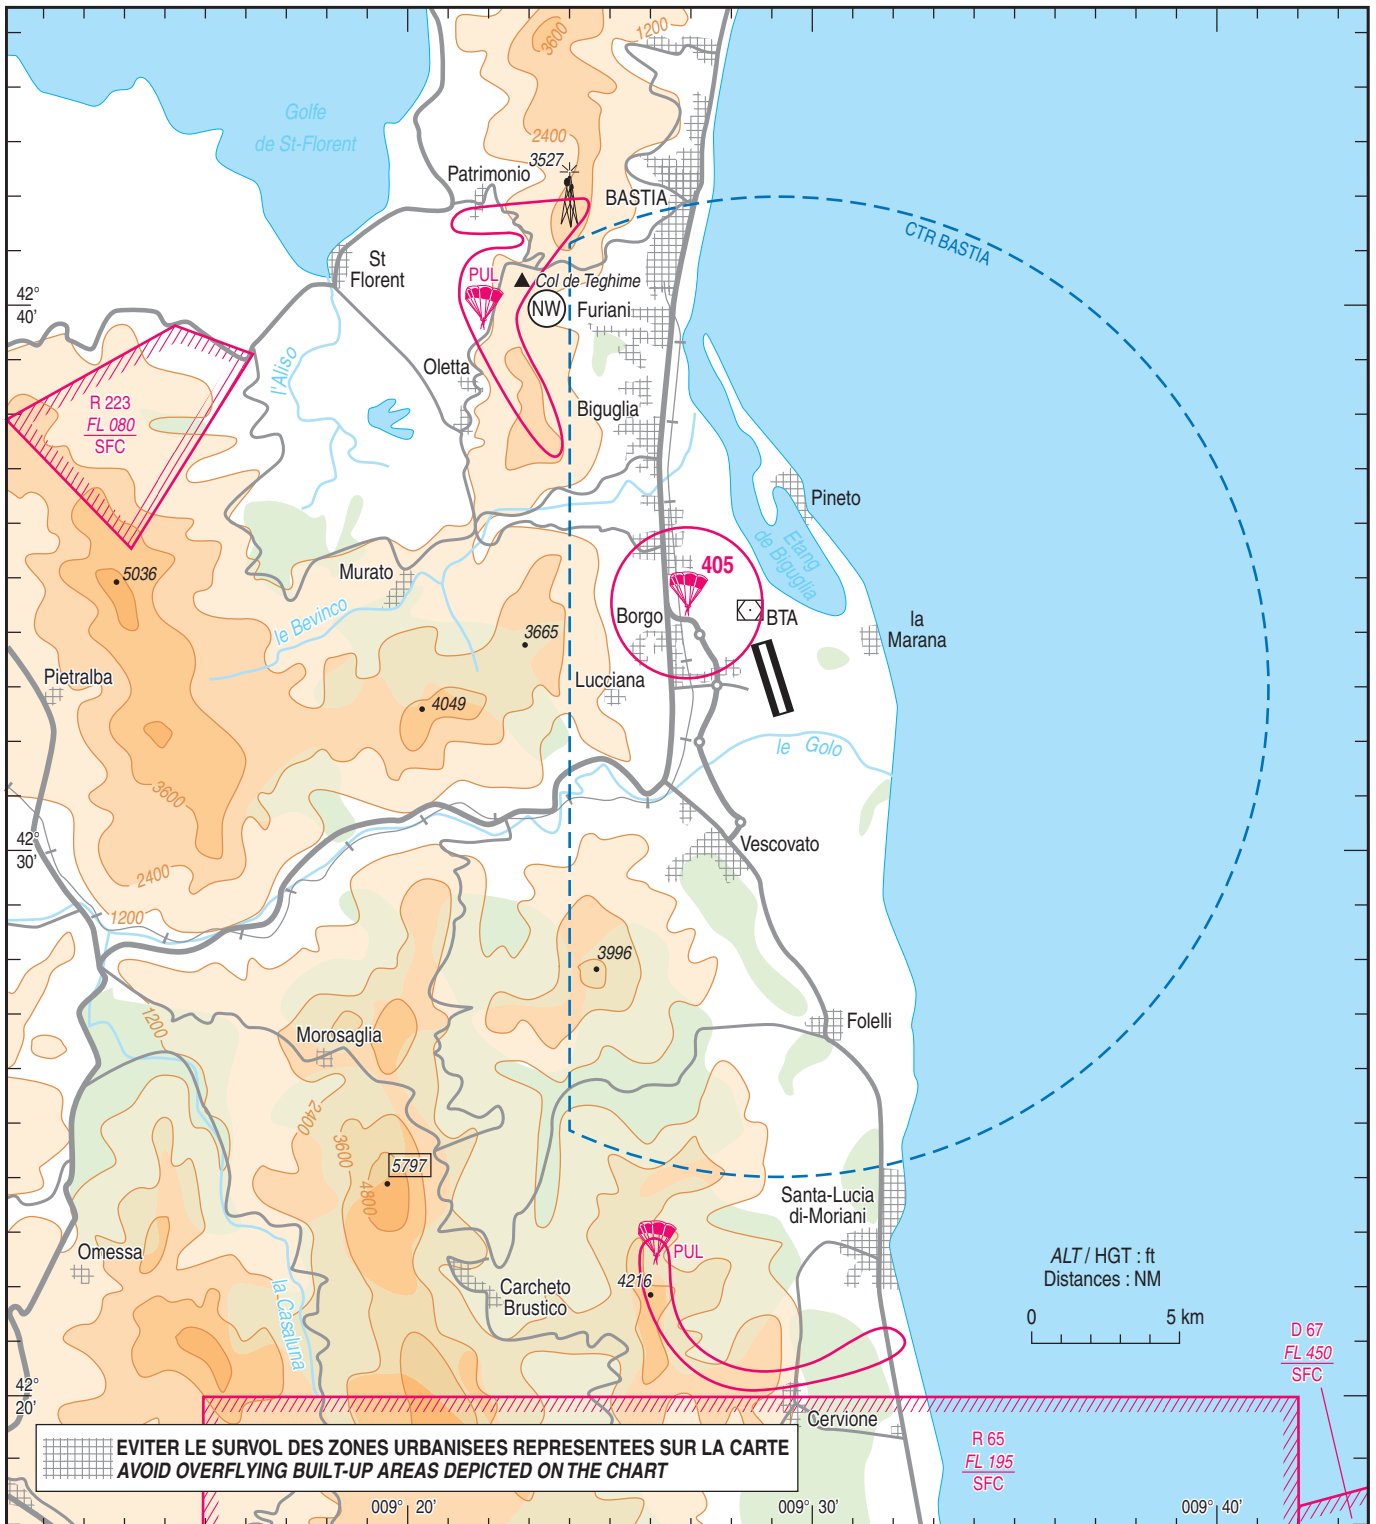 3600
1200
Golfe
de St-Florent
2400
3527
Patrimonio
BASTIA
CTR BASTIA
St
Florent
PUL
Col de Teghime
42°
40'
NW
Furiani
l'Aliso
Oletta
R 223
FL 080
SFC
Biguglia
Pineto
Etang
de Biguglia
5036
Murato
405
le Bevinco
Borgo
BTA
la
Marana
3665
Pietralba
Lucciana
4049
le Golo
3600
42°
30'
Vescovato
2400
1200
3996
1200
Morosaglia
Folelli
2400
3600
5797
4800
Santa-Lucia
di-Moriani
Omessa
PUL
ALT / HGT : ft
Distances : NM
4216
Carcheto
Brustico
la Casaluna
0 5 km
D 67
FL 450
SFC
42°
20'
Cervione
EVITER LE SURVOL DES ZONES URBANISEES REPRESENTEES SUR LA CARTE
AVOID OVERFLYING BUILT-UP AREAS DEPICTED ON THE CHART
R 65
FL 195
SFC
009° 20'
009° 30'
009° 40'